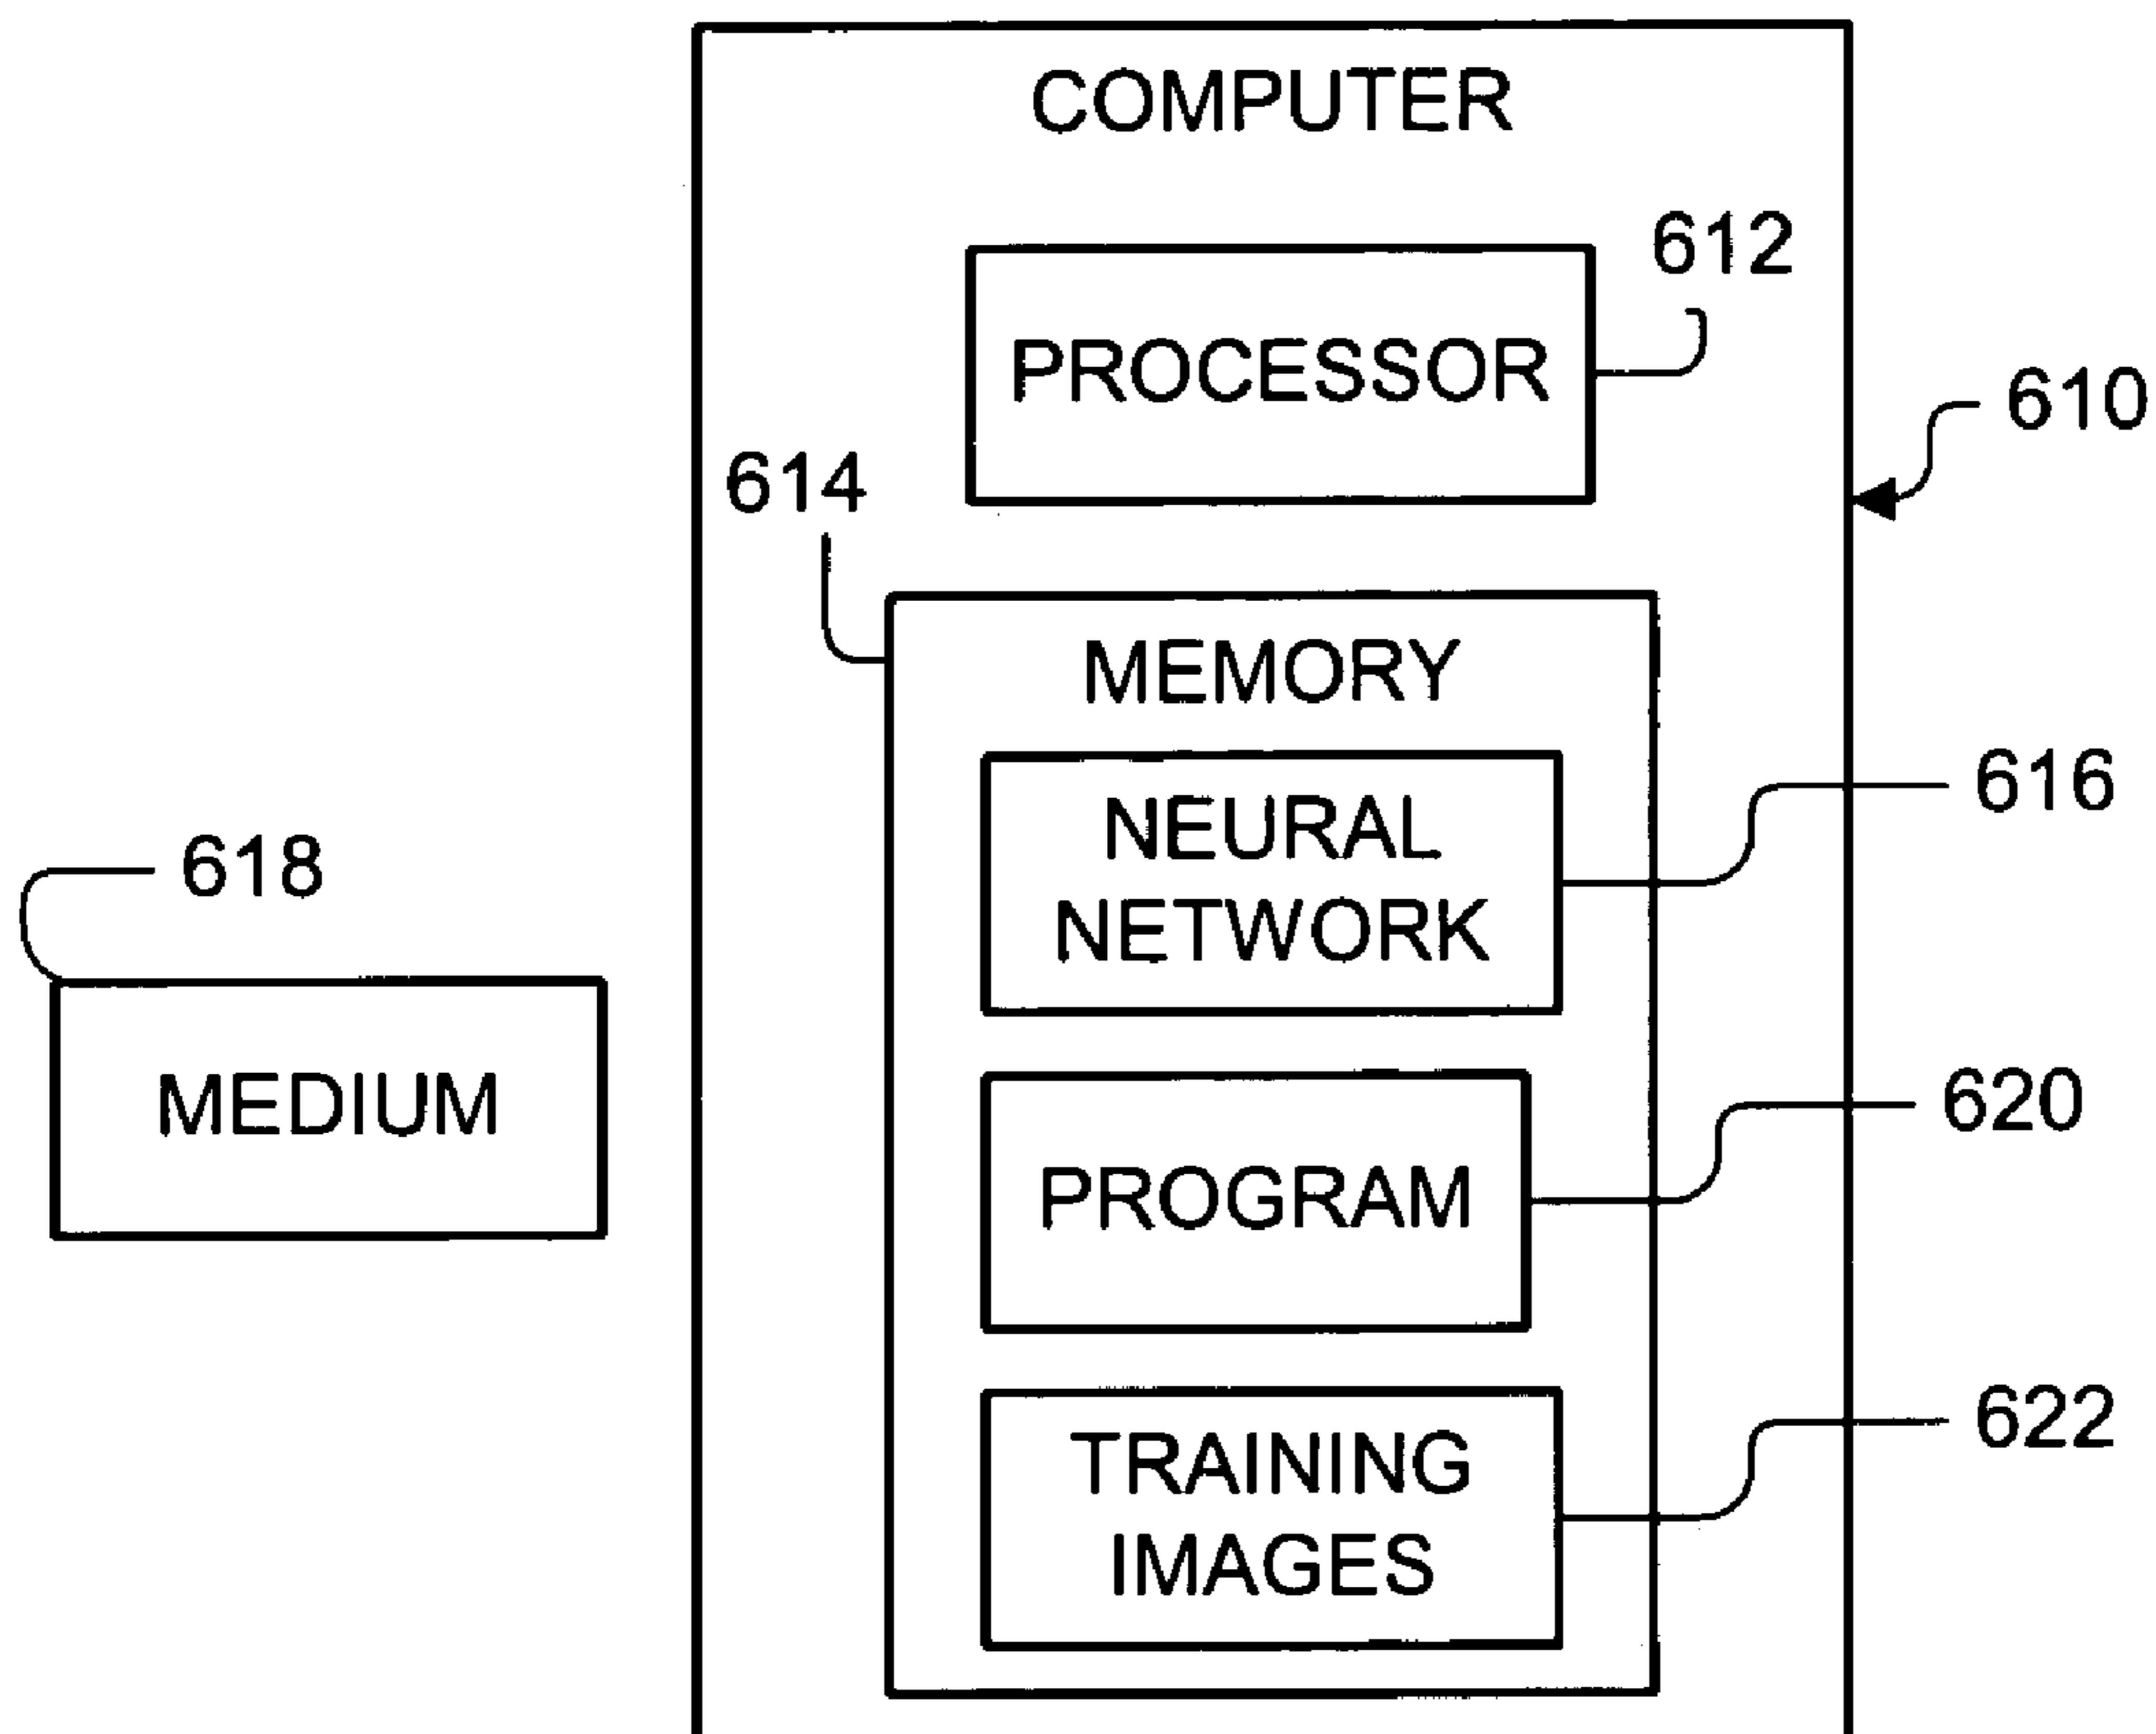 COMPUTER
612
PROCESSOR
610
614
MEMORY
616
NEURAL
NETWORK
618
MEDIUM
620
PROGRAM
622
TRAINING
IMAGES